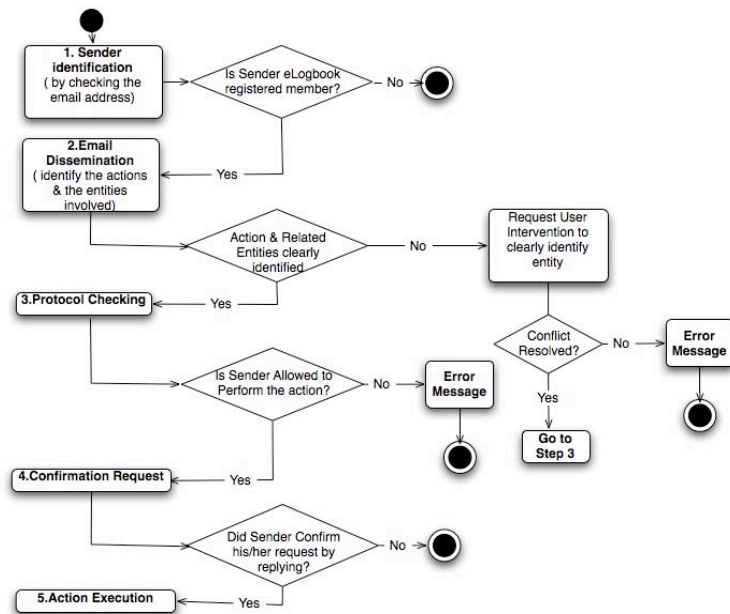 1. Sender
identification
( by checking the
email address)
Is Sender eLogbook
registered member?
No
Yes
2.Email
Dissemination
( identify the actions
& the entities
involved)
Action & Related
Entities clearly
identified
No
Request User
Intervention to
clearly identify
entity
Yes
3.Protocol Checking
Conflict
Resolved?
No
Error
Message
Yes
Go to
Step 3
Is Sender Allowed to
Perform the action?
No
Error
Message
Yes
4.Confirmation Request
Did Sender Confirm
his/her request by
replying?
No
Yes
5.Action Execution